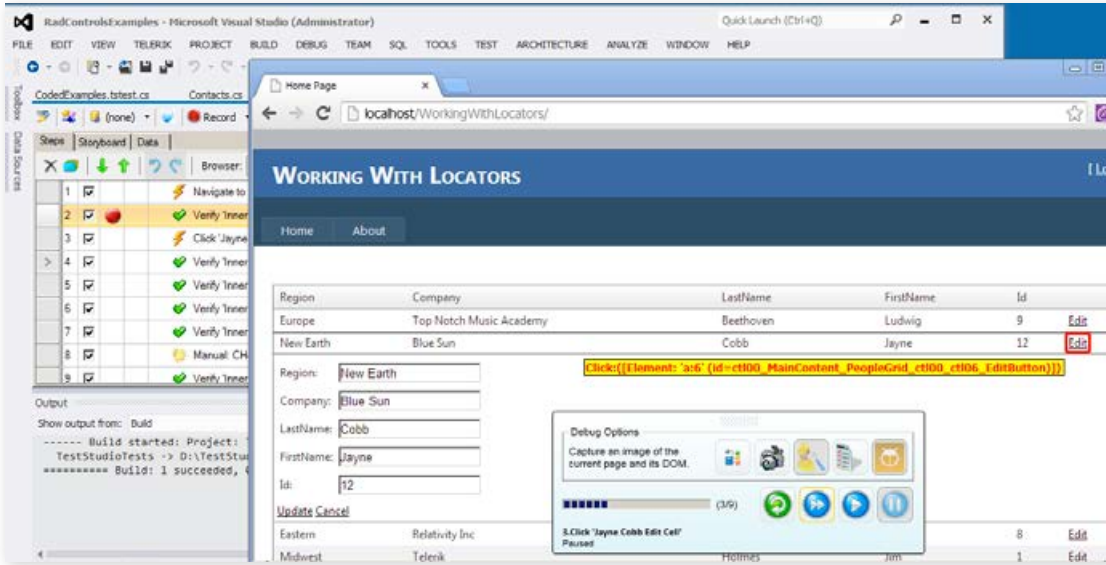 RadControlsExamples - Microsoft Visual Studio (Administrator)
Quick Launch (Ctrl+Q)
FILE EDIT VIEW TELERIK PROJECT BUILD DEBUG TEAM SQL TOOLS TEST ARCHITECTURE ANALYZE WINDOW HELP
Toolbox
Data Sources
CodedExamples.tstest.cs Contacts.cs
(none) Record
Steps Storyboard Data
Browser:
1 Navigate to
2 Verify 'Inner
3 Click 'Jayne
4 Verify 'Inner
5 Verify 'Inner
6 Verify 'Inner
7 Verify 'Inner
8 Manual: CH
9 Verify 'Inner
Output
Show output from: Build
------ Build started: Project:
TestStudioTests -> D:\TestStu
========== Build: 1 succeeded,
Home Page
localhost/WorkingWithLocators/
WORKING WITH LOCATORS
[ Lo
Home About
Region Company LastName FirstName Id
Europe Top Notch Music Academy Beethoven Ludwig 9 Edit
New Earth Blue Sun Cobb Jayne 12 Edit
Click:([Element: 'a:6' (id=ctl00_MainContent_PeopleGrid_ctl00_ctl06_EditButton)])
Region: New Earth
Company: Blue Sun
LastName: Cobb
FirstName: Jayne
Id: 12
Update Cancel
Debug Options
Capture an image of the
current page and its DOM.
(3/9)
3.Click 'Jayne Cobb Edit Cell'
Paused
Eastern Relativity Inc 8 Edit
Midwest Telerik Holmes Jim 1 Edit